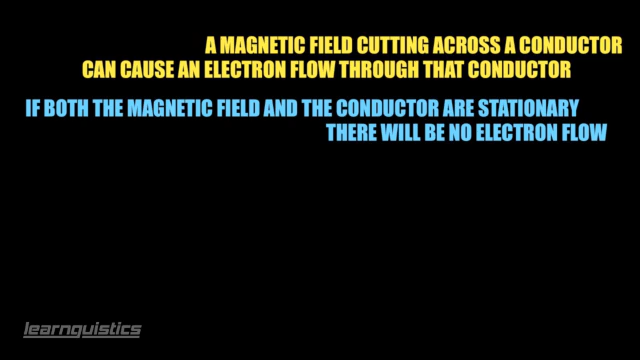 A MAGNETIC FIELD CUTTING ACROSS A CONDUCTOR
CAN CAUSE AN ELECTRON FLOW THROUGH THAT CONDUCTOR
IF BOTH THE MAGNETIC FIELD AND THE CONDUCTOR ARE STATIONARY
THERE WILL BE NO ELECTRON FLOW
learnguistics